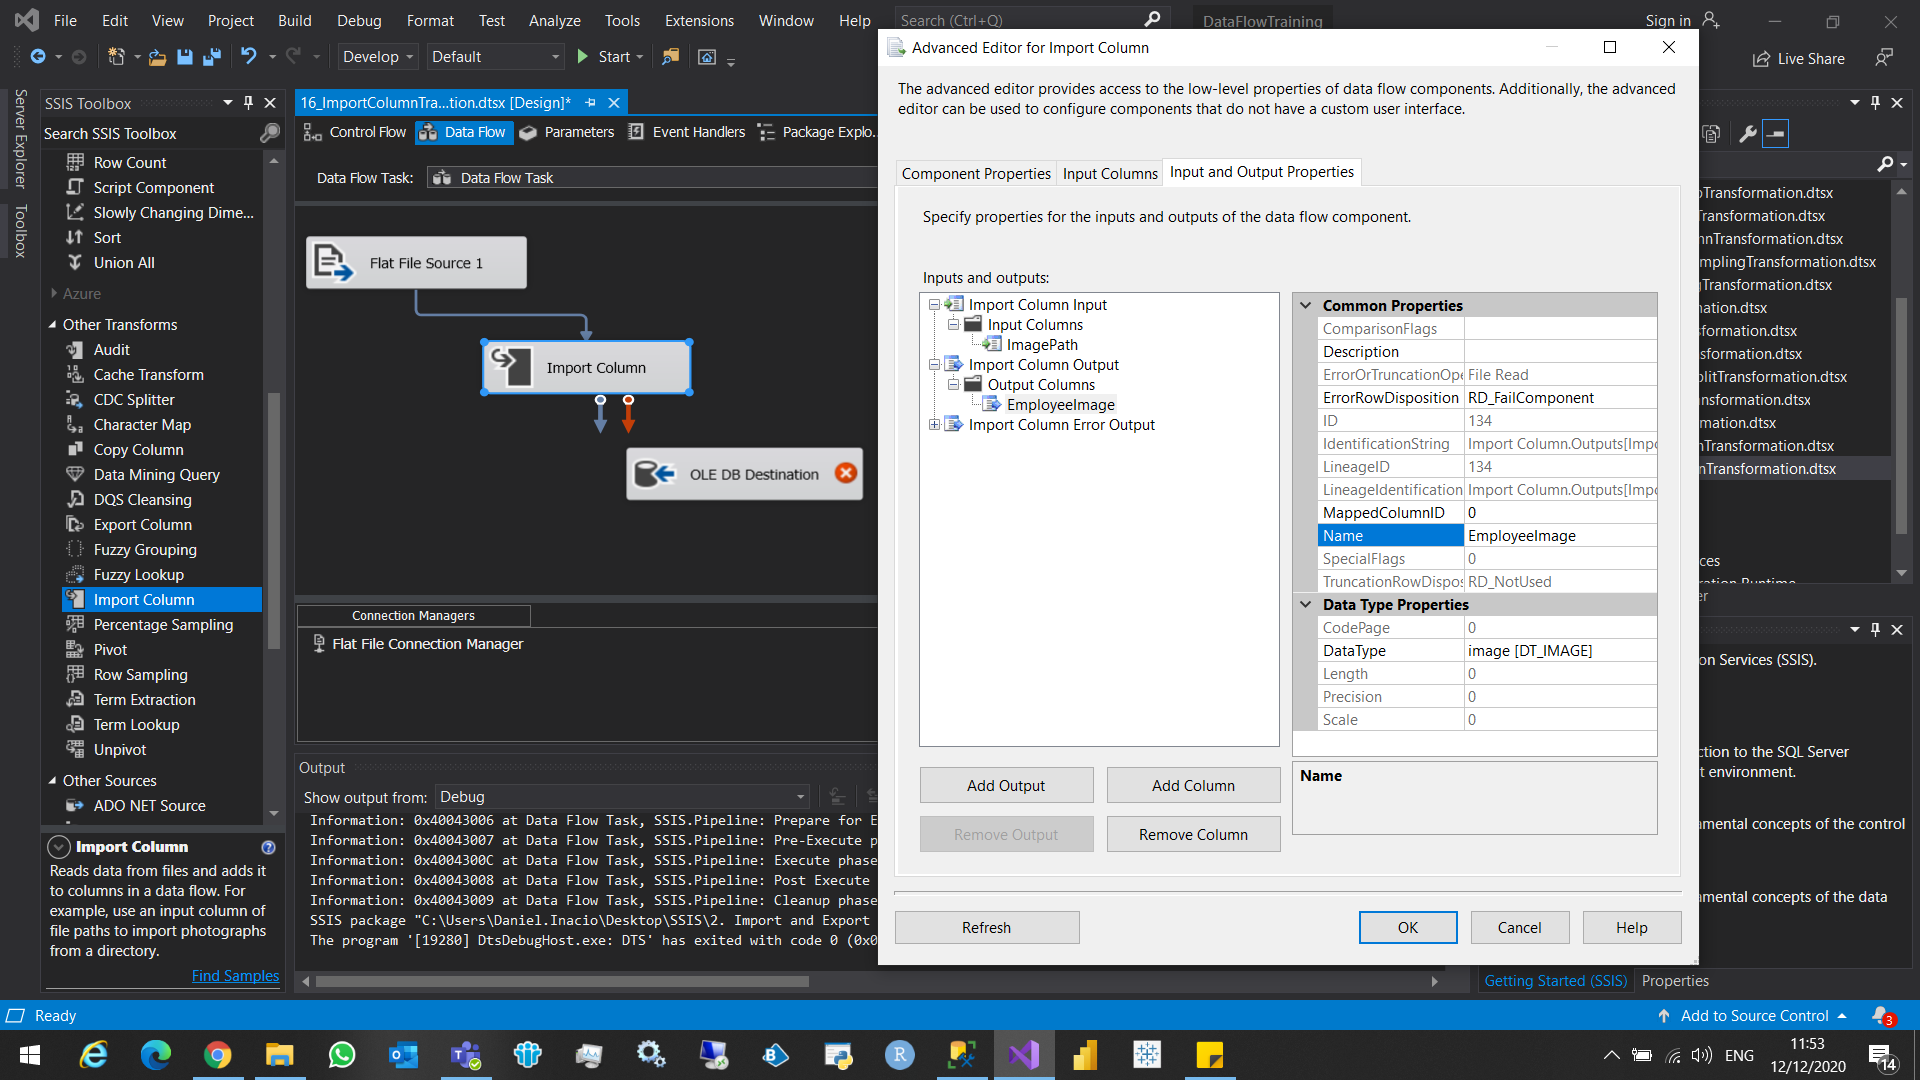 File Edit View Project Build Debug Format Test Analyze Tools Extensions Window Help
Search (Ctrl+Q)
DataFlowTraining
Sign in
Develop
Default
Start
Live Share
Server Explorer
Toolbox
SSIS Toolbox
Search SSIS Toolbox
Row Count
Script Component
Slowly Changing Dime...
Sort
Union All
Azure
Other Transforms
Audit
Cache Transform
CDC Splitter
Character Map
Copy Column
Data Mining Query
DQS Cleansing
Export Column
Fuzzy Grouping
Fuzzy Lookup
Import Column
Percentage Sampling
Pivot
Row Sampling
Term Extraction
Term Lookup
Unpivot
Other Sources
ADO NET Source
Import Column
Reads data from files and adds it
to columns in a data flow. For
example, use an input column of
file paths to import photographs
from a directory.
Find Samples
16_ImportColumnTra...tion.dtsx [Design]*
Control Flow Data Flow Parameters Event Handlers Package Explo..
Data Flow Task: Data Flow Task
Flat File Source 1
Import Column
OLE DB Destination
Connection Managers
Flat File Connection Manager
Output
Show output from: Debug
Information: 0x40043006 at Data Flow Task, SSIS.Pipeline: Prepare for E
Information: 0x40043007 at Data Flow Task, SSIS.Pipeline: Pre-Execute p
Information: 0x4004300C at Data Flow Task, SSIS.Pipeline: Execute phase
Information: 0x40043008 at Data Flow Task, SSIS.Pipeline: Post Execute
Information: 0x40043009 at Data Flow Task, SSIS.Pipeline: Cleanup phase
SSIS package "C:\Users\Daniel.Inacio\Desktop\SSIS\2. Import and Export
The program '[19280] DtsDebugHost.exe: DTS' has exited with code 0 (0x0
Advanced Editor for Import Column
The advanced editor provides access to the low-level properties of data flow components. Additionally, the advanced
editor can be used to configure components that do not have a custom user interface.
Component Properties Input Columns Input and Output Properties
Specify properties for the inputs and outputs of the data flow component.
Inputs and outputs:
Import Column Input
Input Columns
ImagePath
Import Column Output
Output Columns
EmployeeImage
Import Column Error Output
Common Properties
ComparisonFlags
Description
ErrorOrTruncationOpe File Read
ErrorRowDisposition RD_FailComponent
ID 134
IdentificationString Import Column.Outputs[Impo
LineageID 134
LineageIdentification Import Column.Outputs[Impo
MappedColumnID 0
Name EmployeeImage
SpecialFlags 0
TruncationRowDispos RD_NotUsed
Data Type Properties
CodePage 0
DataType image [DT_IMAGE]
Length 0
Precision 0
Scale 0
Name
Add Output Add Column
Remove Output Remove Column
Refresh OK Cancel Help
oTransformation.dtsx
Transformation.dtsx
nTransformation.dtsx
mplingTransformation.dtsx
gTransformation.dtsx
mation.dtsx
sformation.dtsx
nsformation.dtsx
plitTransformation.dtsx
ansformation.dtsx
rmation.dtsx
nTransformation.dtsx
nTransformation.dtsx
ces
er
on Services (SSIS).
ction to the SQL Server
t environment.
amental concepts of the control
amental concepts of the data
Getting Started (SSIS) Properties
Ready
Add to Source Control
3
ENG
11:53
12/12/2020
14